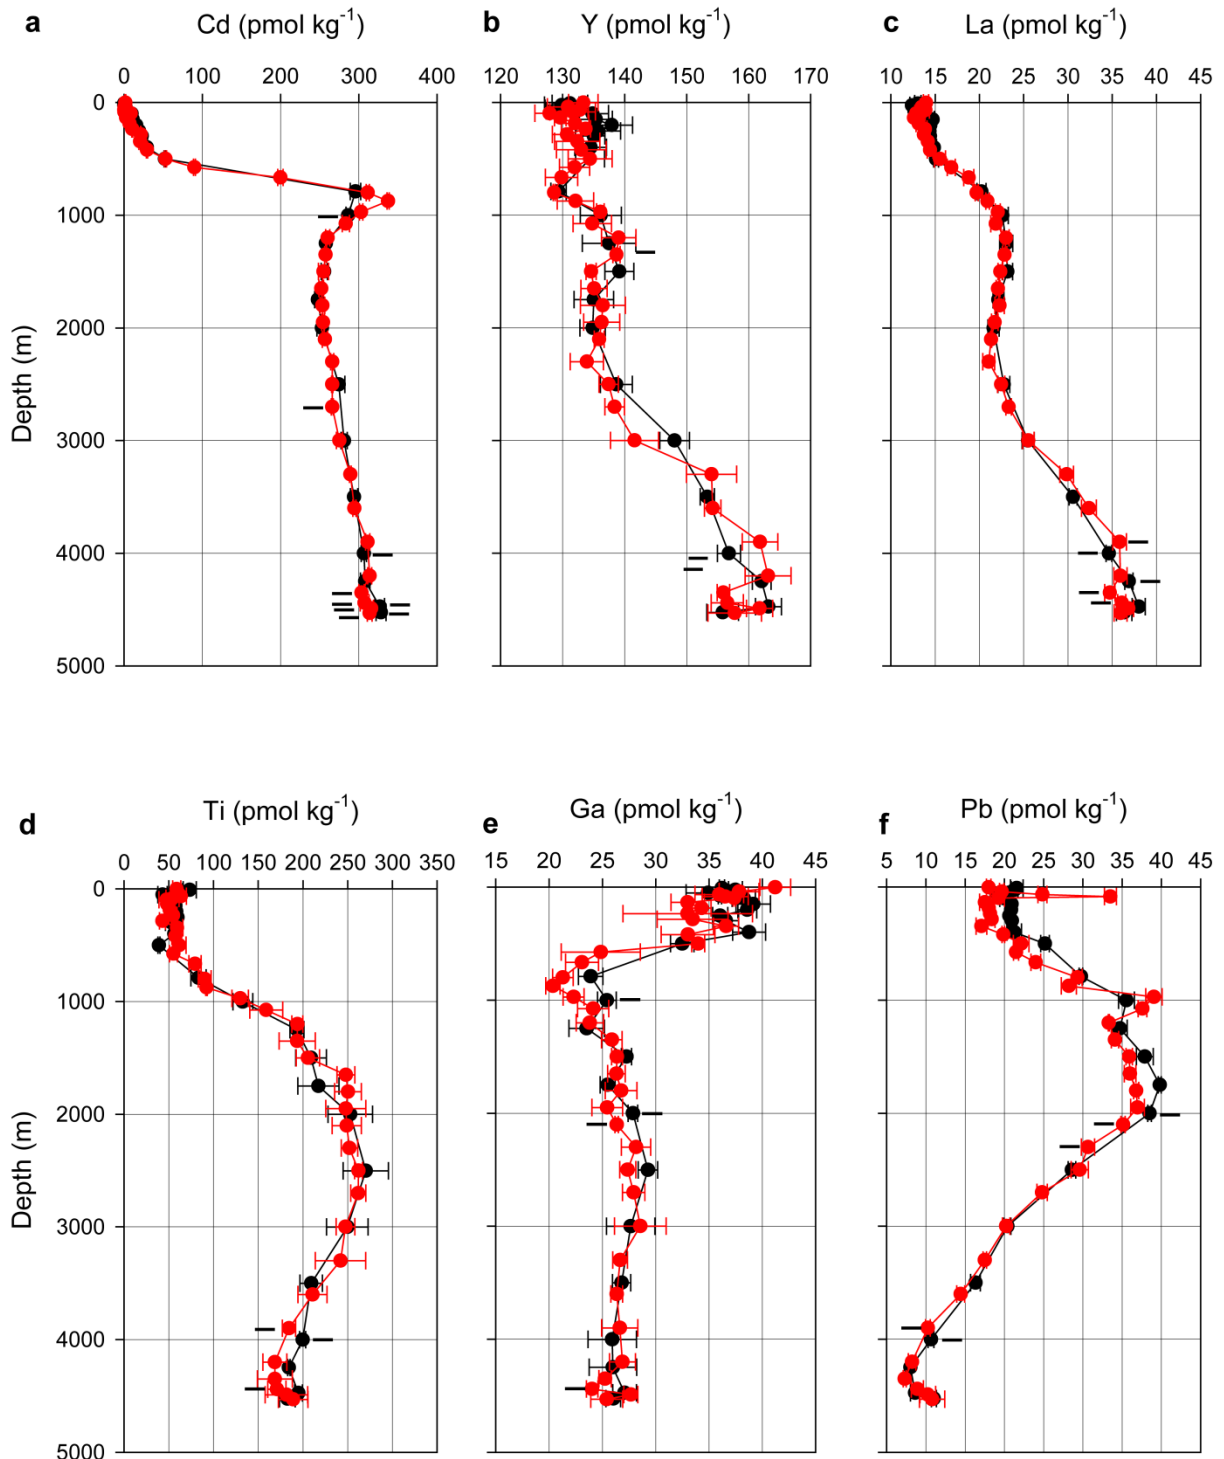 a Cd (pmol kg⁻¹) b Y (pmol kg⁻¹) c La (pmol kg⁻¹)
0 100 200 300 400 120 130 140 150 160 170 10 15 20 25 30 35 40 45
0
1000
2000
Depth (m)
3000
4000
5000
d Ti (pmol kg⁻¹) e Ga (pmol kg⁻¹) f Pb (pmol kg⁻¹)
0 50 100 150 200 250 300 350 15 20 25 30 35 40 45 5 10 15 20 25 30 35 40 45
0
1000
2000
Depth (m)
3000
4000
5000